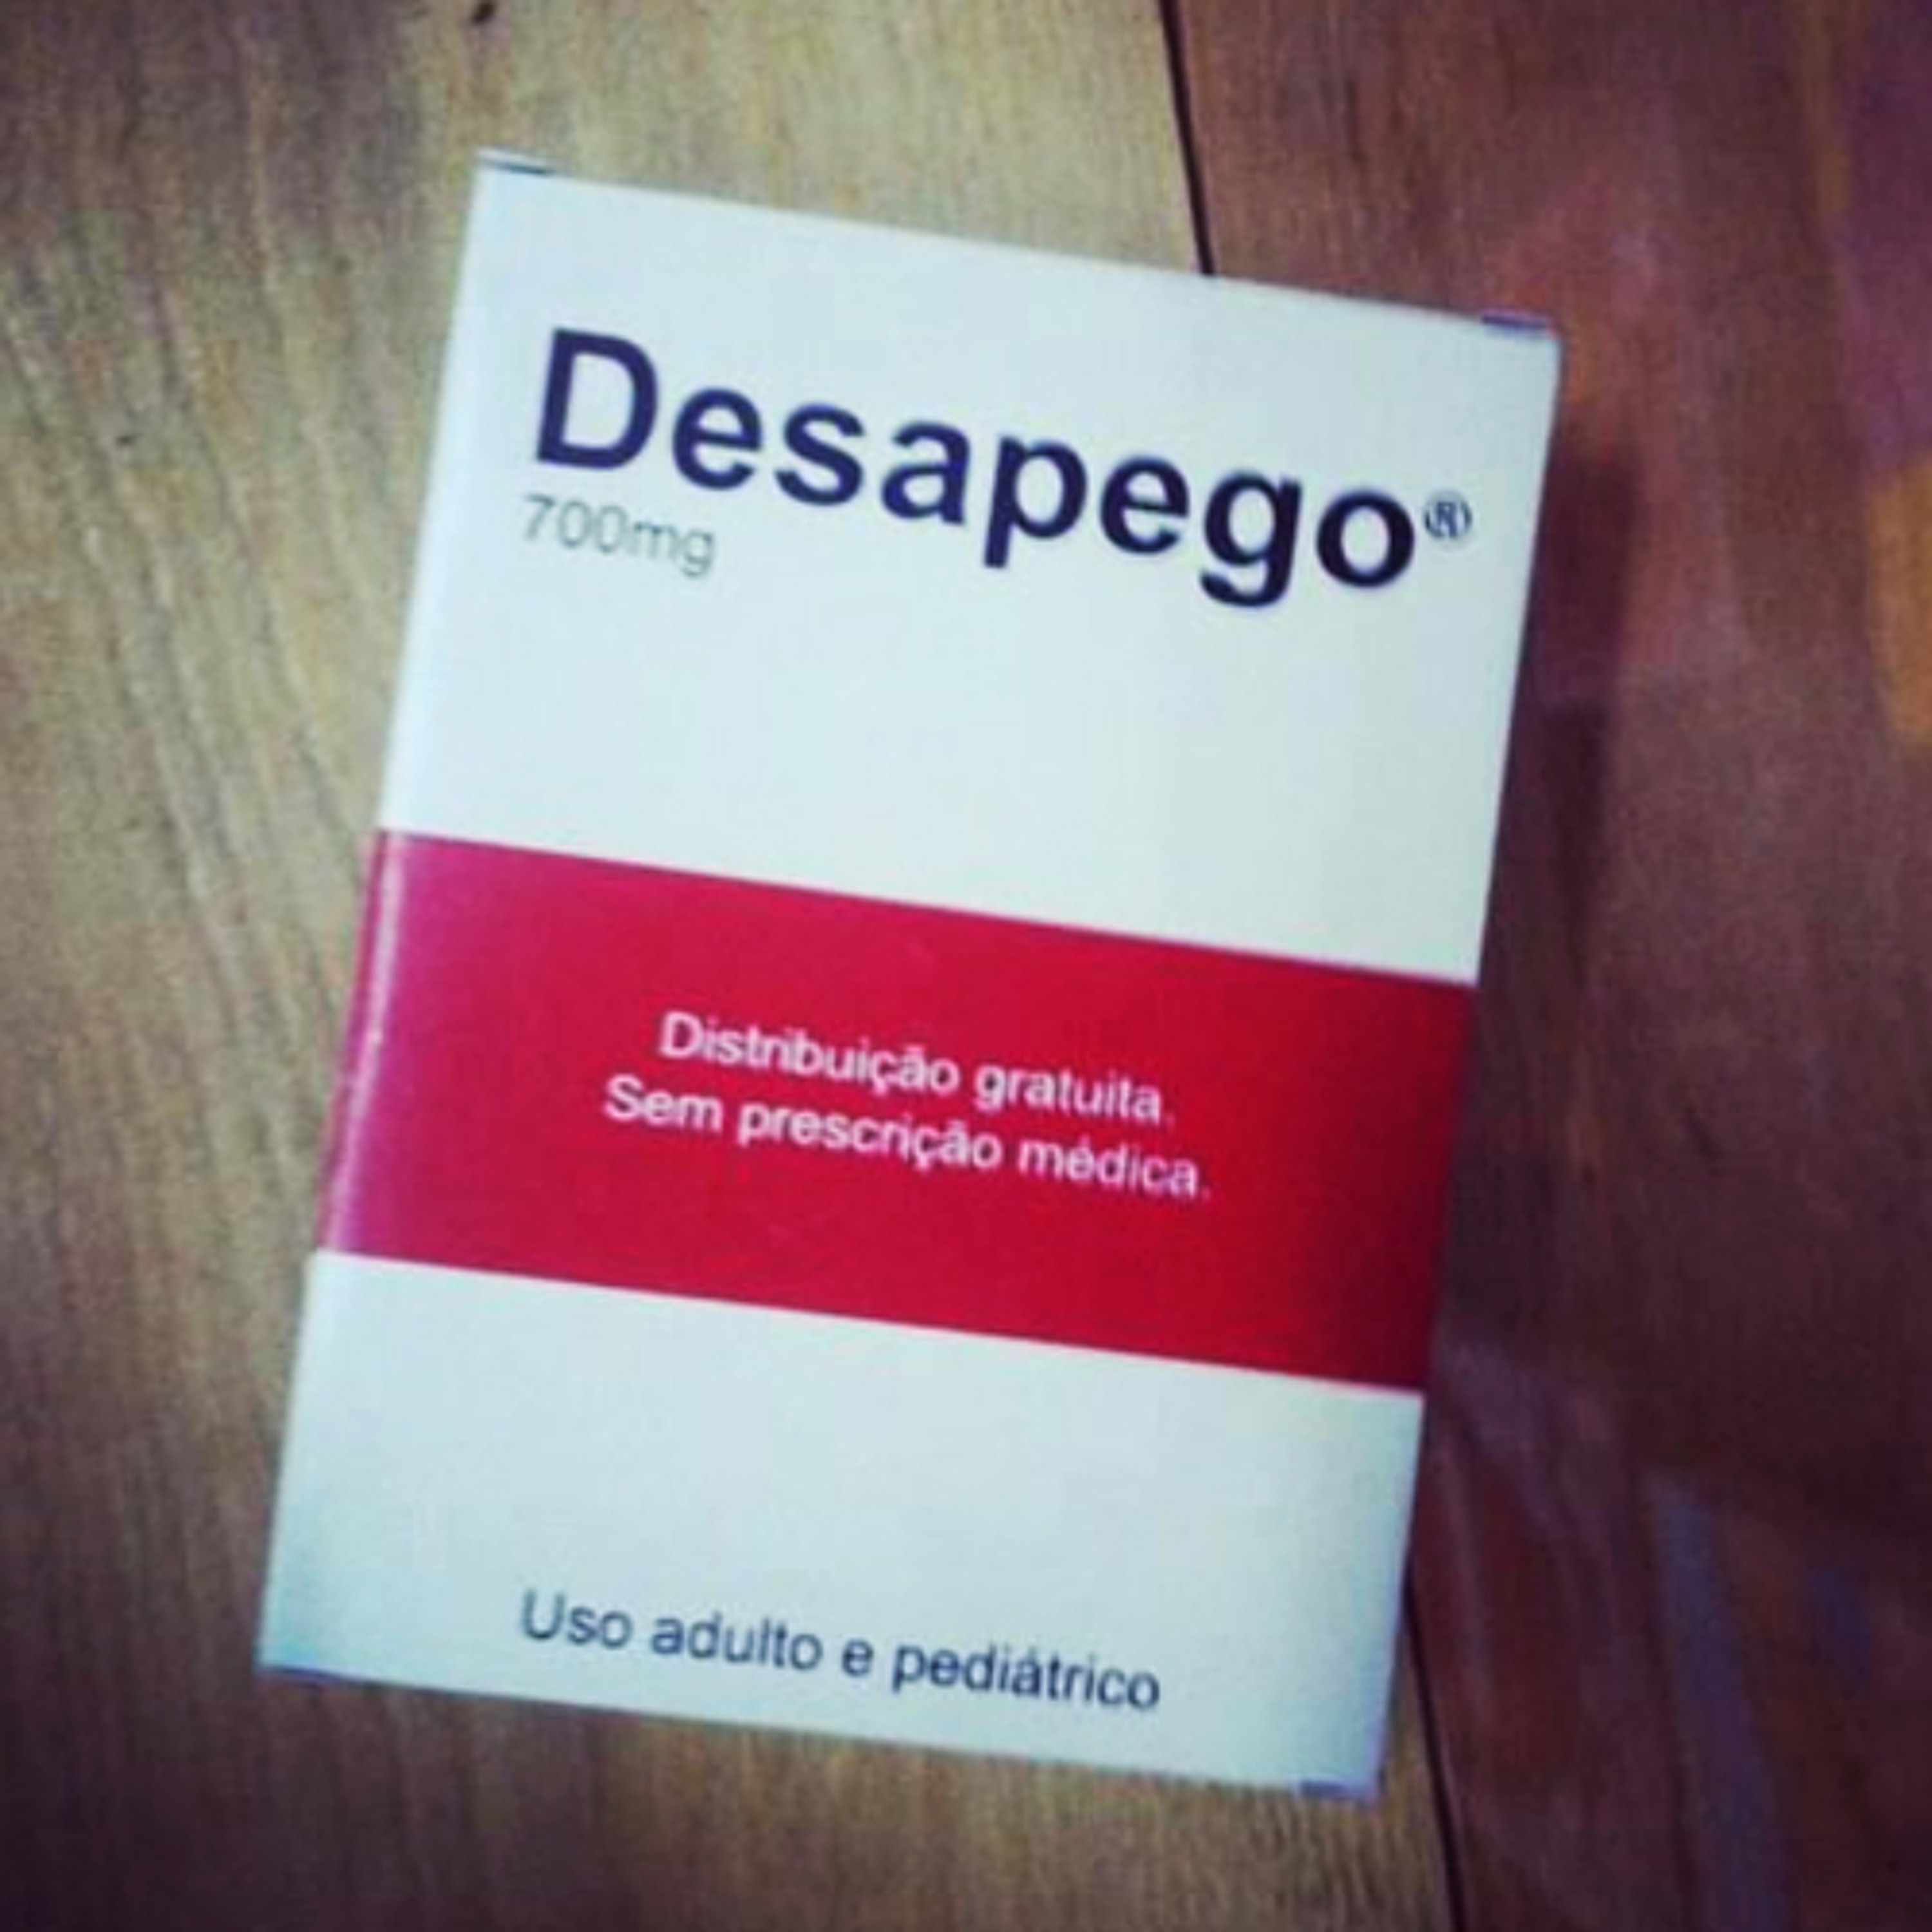 Desapego®
700mg
Distribuição gratuita.
Sem prescrição médica.
Uso adulto e pediátrico